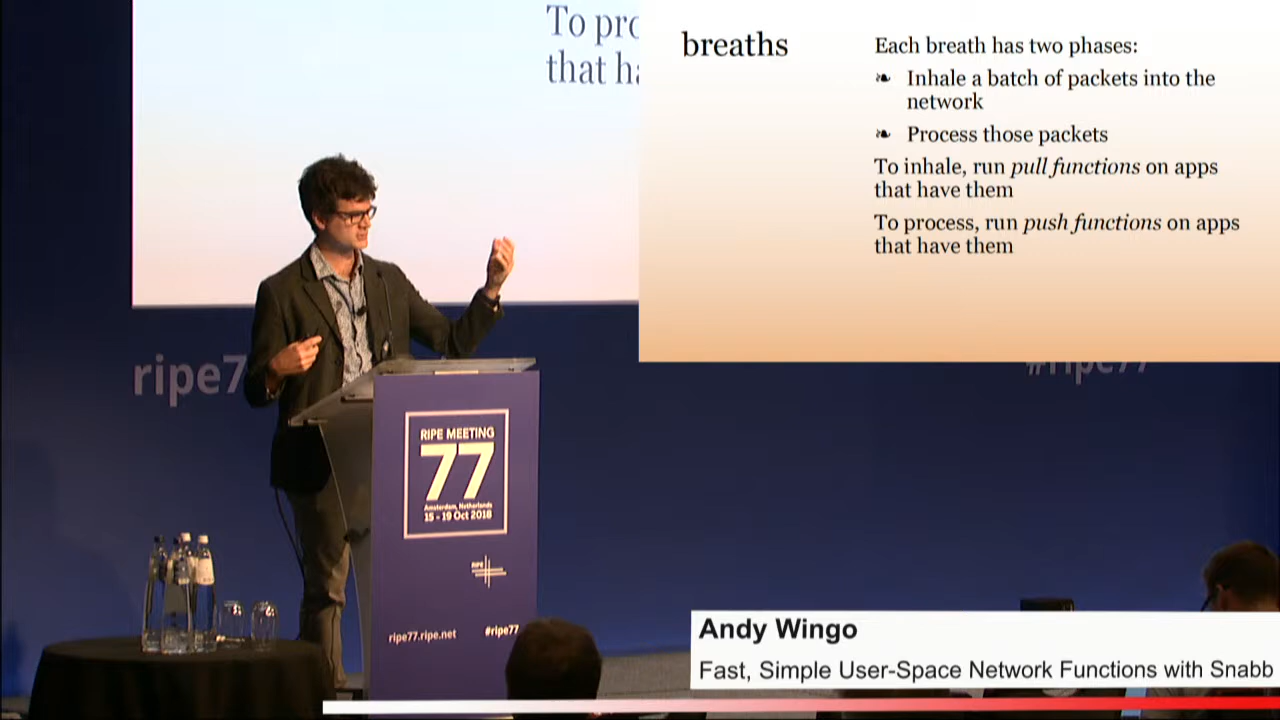 To pro
that ha
breaths
Each breath has two phases:
❧ Inhale a batch of packets into the
network
❧ Process those packets
To inhale, run pull functions on apps
that have them
To process, run push functions on apps
that have them
ripe7
#ripe77
RIPE MEETING
77
Amsterdam, Netherlands
15 - 19 Oct 2018
RIPE
ripe77.ripe.net
#ripe77
Andy Wingo
Fast, Simple User-Space Network Functions with Snabb